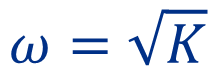 ω = √K